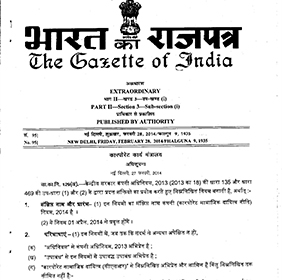 भारत का राजपत्र
The Gazette of India
असाधारण
EXTRAORDINARY
भाग II—खण्ड 3—उप-खण्ड (i)
PART II—Section 3—Sub-section (i)
प्राधिकार से प्रकाशित
PUBLISHED BY AUTHORITY
सं. 95]
नई दिल्ली, शुक्रवार, फरवरी 28, 2014/फाल्गुन 9, 1935
No. 95]
NEW DELHI, FRIDAY, FEBRUARY 28, 2014/PHALGUNA 9, 1935
कारपोरेट कार्य मंत्रालय
अधिसूचना
नई दिल्ली, 27 फरवरी, 2014
सा.का.नि. 129(अ).—केन्द्रीय सरकार कंपनी अधिनियम, 2013 (2013 का 18) की धारा 135 और धारा
469 की उपधारा (1) और (2) के द्वारा प्रदत्त शक्तियों का प्रयोग करते हुए निम्नलिखित नियम बनाती है, अर्थात् :-
1. संक्षिप्त नाम और प्रारंभ.- (1) इन नियमों का संक्षिप्त नाम कंपनी (कारपोरेट सामाजिक दायित्व नीति)
नियम, 2014 है ।
(2) ये नियम 01 अप्रैल, 2014 से प्रवृत्त होंगे।
2. परिभाषाएं.- (1) इन नियमों में, जब तक कि संदर्भ से अन्यथा अपेक्षित न हो,
(क) "अधिनियम" से कंपनी अधिनियम, 2013 अभिप्रेत है ;
(ख) से इन नियमों से उपाबद्ध उपाबंध अभिप्रेत है ;
(ग) "कारपोरेट सामाजिक दायित्व (सीएसआर)" से निम्नलिखित अभिप्रेत और शामिल हैं किंतु निम्नलिखित तक
सीमित नहीं है:-